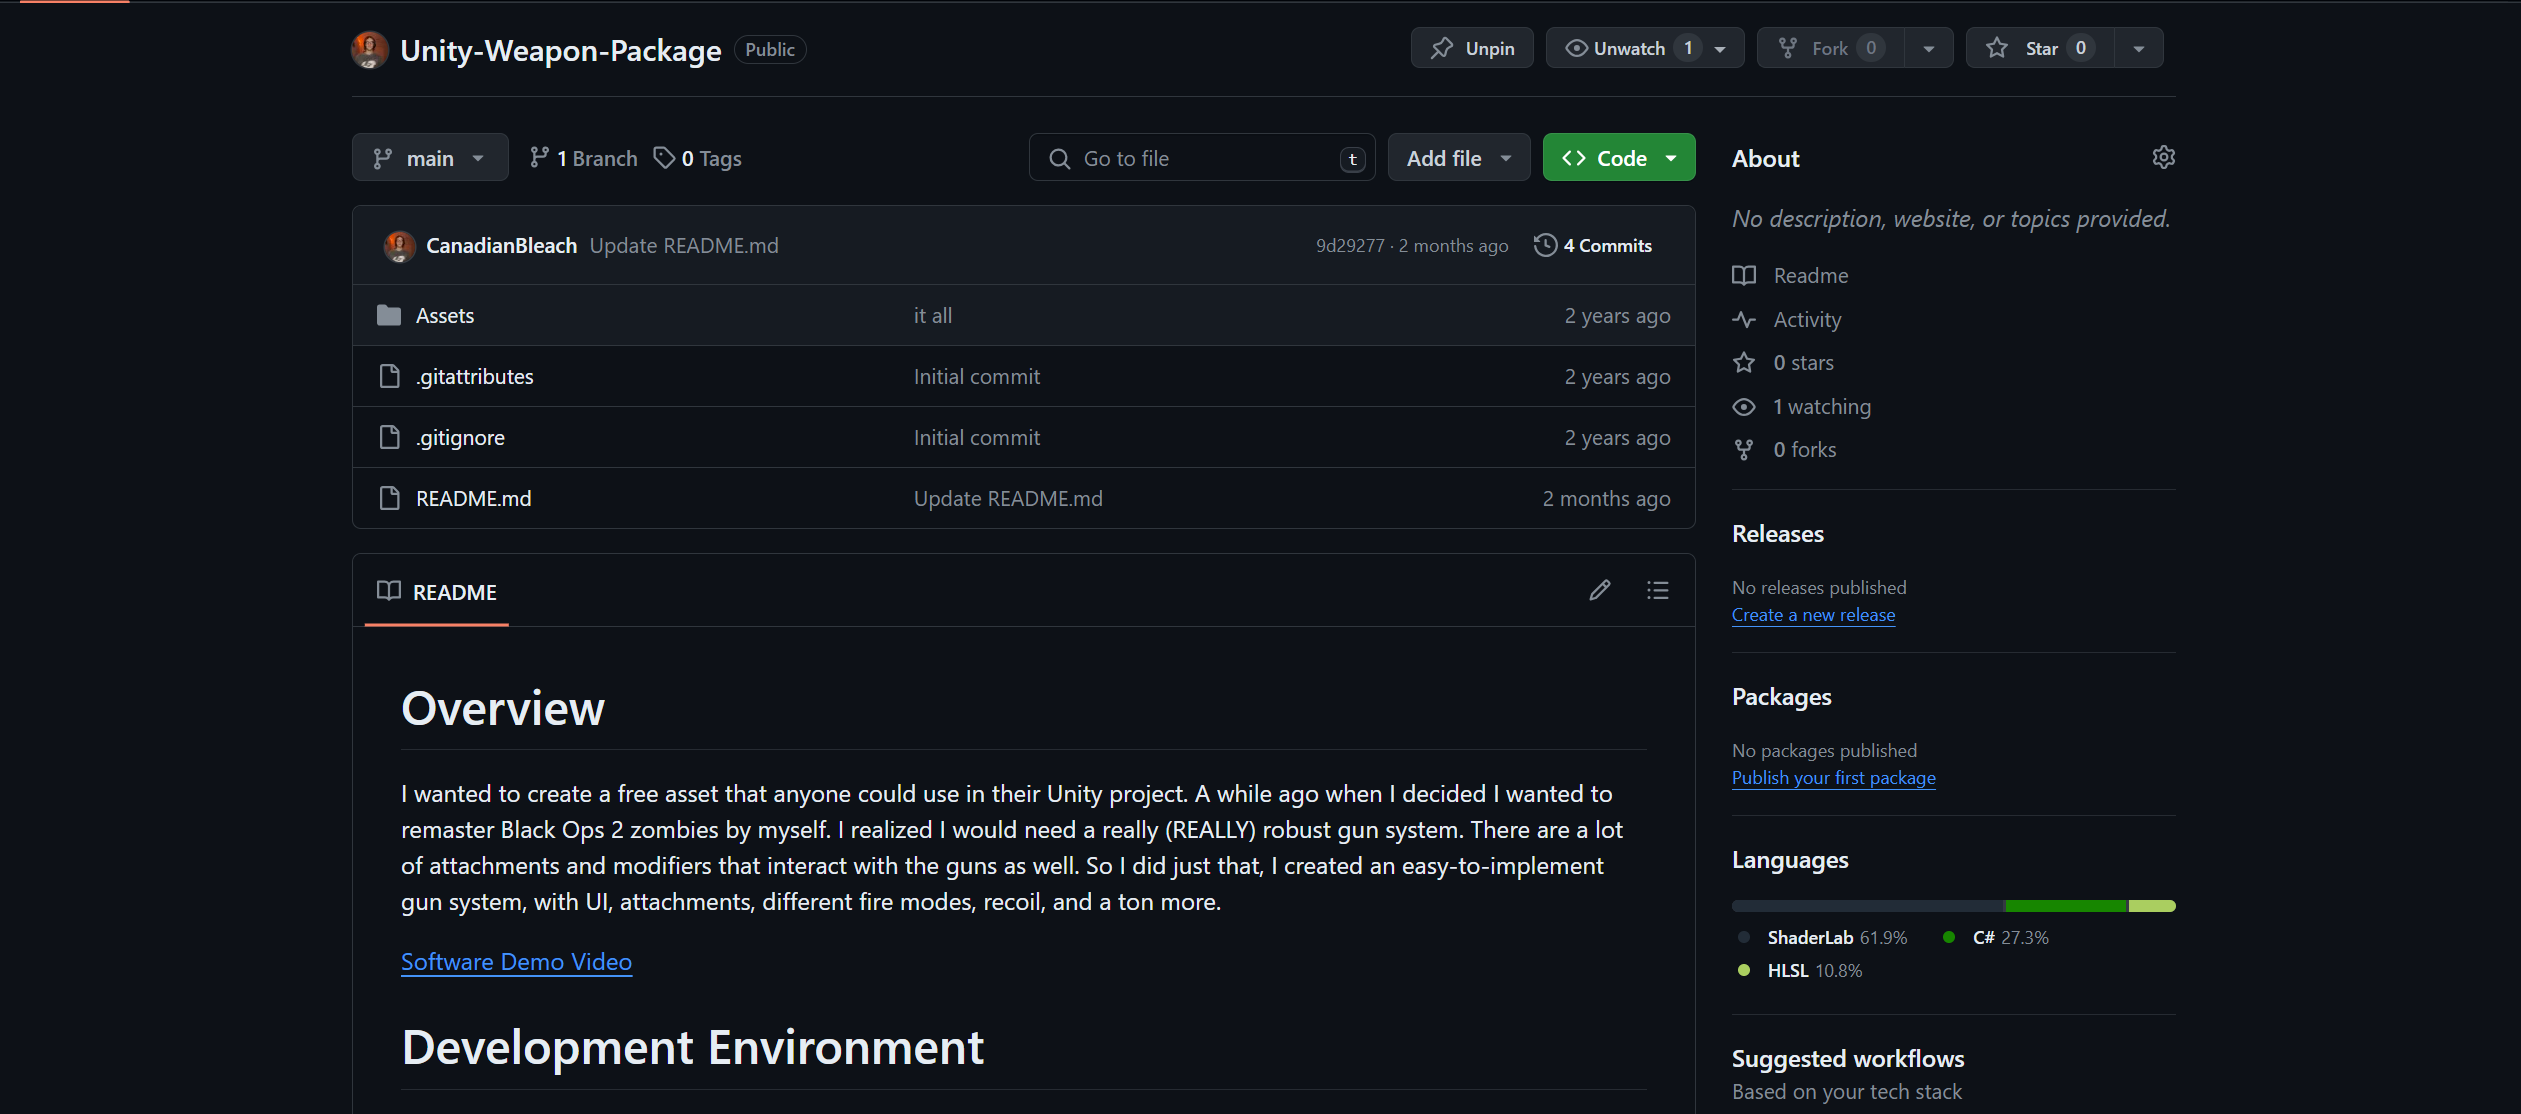 Unity-Weapon-Package Public
Unpin
Unwatch 1
Fork 0
Star 0
main
1 Branch
0 Tags
Go to file t
Add file
Code
CanadianBleach Update README.md 9d29277 · 2 months ago 4 Commits
Assets it all 2 years ago
.gitattributes Initial commit 2 years ago
.gitignore Initial commit 2 years ago
README.md Update README.md 2 months ago
README
Overview
I wanted to create a free asset that anyone could use in their Unity project. A while ago when I decided I wanted to
remaster Black Ops 2 zombies by myself. I realized I would need a really (REALLY) robust gun system. There are a lot
of attachments and modifiers that interact with the guns as well. So I did just that, I created an easy-to-implement
gun system, with UI, attachments, different fire modes, recoil, and a ton more.
Software Demo Video
Development Environment
About
No description, website, or topics provided.
Readme
Activity
0 stars
1 watching
0 forks
Releases
No releases published
Create a new release
Packages
No packages published
Publish your first package
Languages
ShaderLab 61.9% C# 27.3%
HLSL 10.8%
Suggested workflows
Based on your tech stack